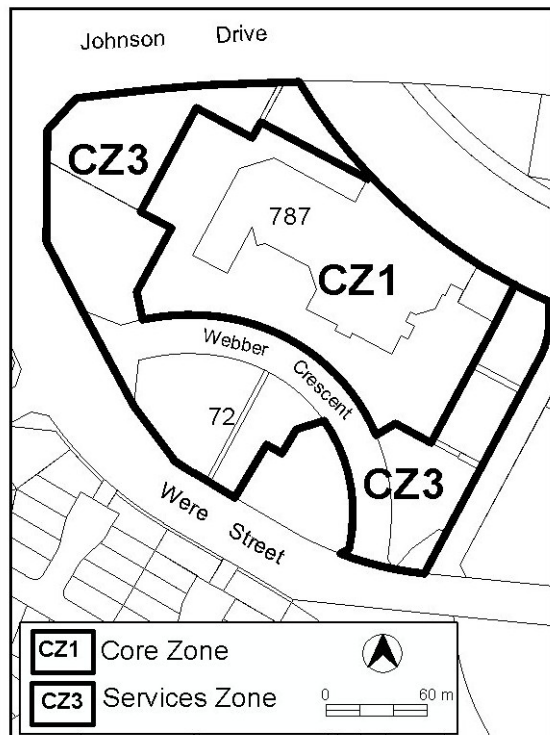 Johnson Drive
CZ3
787
CZ1
Webber
Crescent
72
CZ3
Were Street
CZ1 Core Zone
CZ3 Services Zone
0 60 m